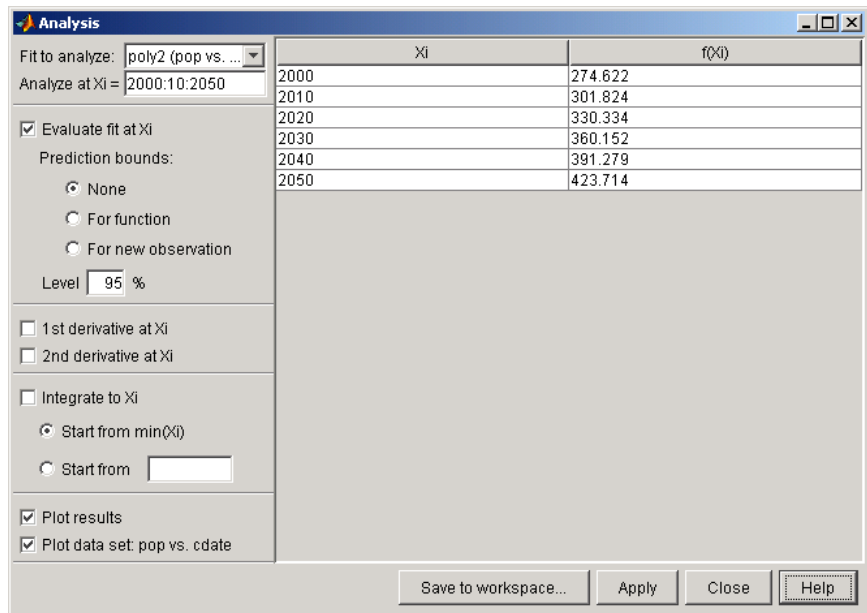 Analysis
Fit to analyze: poly2 (pop vs. ...
Analyze at Xi = 2000:10:2050
Evaluate fit at Xi
Prediction bounds:
None
For function
For new observation
Level 95 %
1st derivative at Xi
2nd derivative at Xi
Integrate to Xi
Start from min(Xi)
Start from
Plot results
Plot data set: pop vs. cdate
Xi f(Xi)
2000 274.622
2010 301.824
2020 330.334
2030 360.152
2040 391.279
2050 423.714
Save to workspace... Apply Close Help